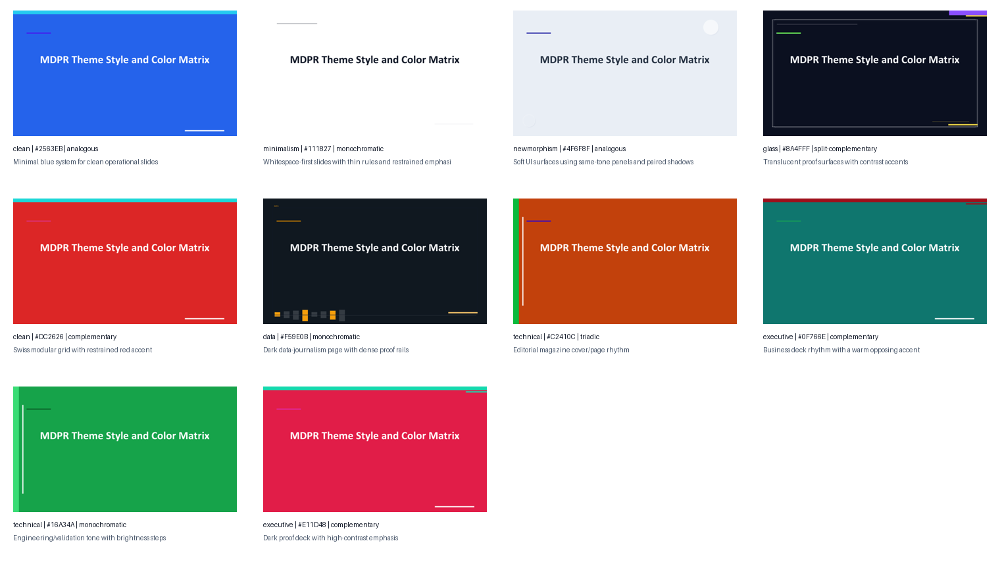 MDPR Theme Style and Color Matrix
clean | #2563EB | analogous
Minimal blue system for clean operational slides
MDPR Theme Style and Color Matrix
minimalism | #111827 | monochromatic
Whitespace-first slides with thin rules and restrained emphasi
MDPR Theme Style and Color Matrix
newmorphism | #4F6F8F | analogous
Soft UI surfaces using same-tone panels and paired shadows
MDPR Theme Style and Color Matrix
glass | #8A4FFF | split-complementary
Translucent proof surfaces with contrast accents
MDPR Theme Style and Color Matrix
clean | #DC2626 | complementary
Swiss modular grid with restrained red accent
MDPR Theme Style and Color Matrix
data | #F59E0B | monochromatic
Dark data-journalism page with dense proof rails
MDPR Theme Style and Color Matrix
technical | #C2410C | triadic
Editorial magazine cover/page rhythm
MDPR Theme Style and Color Matrix
executive | #0F766E | complementary
Business deck rhythm with a warm opposing accent
MDPR Theme Style and Color Matrix
technical | #16A34A | monochromatic
Engineering/validation tone with brightness steps
MDPR Theme Style and Color Matrix
executive | #E11D48 | complementary
Dark proof deck with high-contrast emphasis